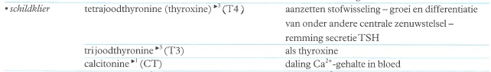 • schildklier tetrajoodthyronine (thyroxine) ▸³ (T4) aanzetten stofwisseling – groei en differentiatie
van onder andere centrale zenuwstelsel –
remming secretie TSH
trijoodthyronine ▸³ (T3) als thyroxine
calcitonine ▸¹ (CT) daling Ca²⁺-gehalte in bloed